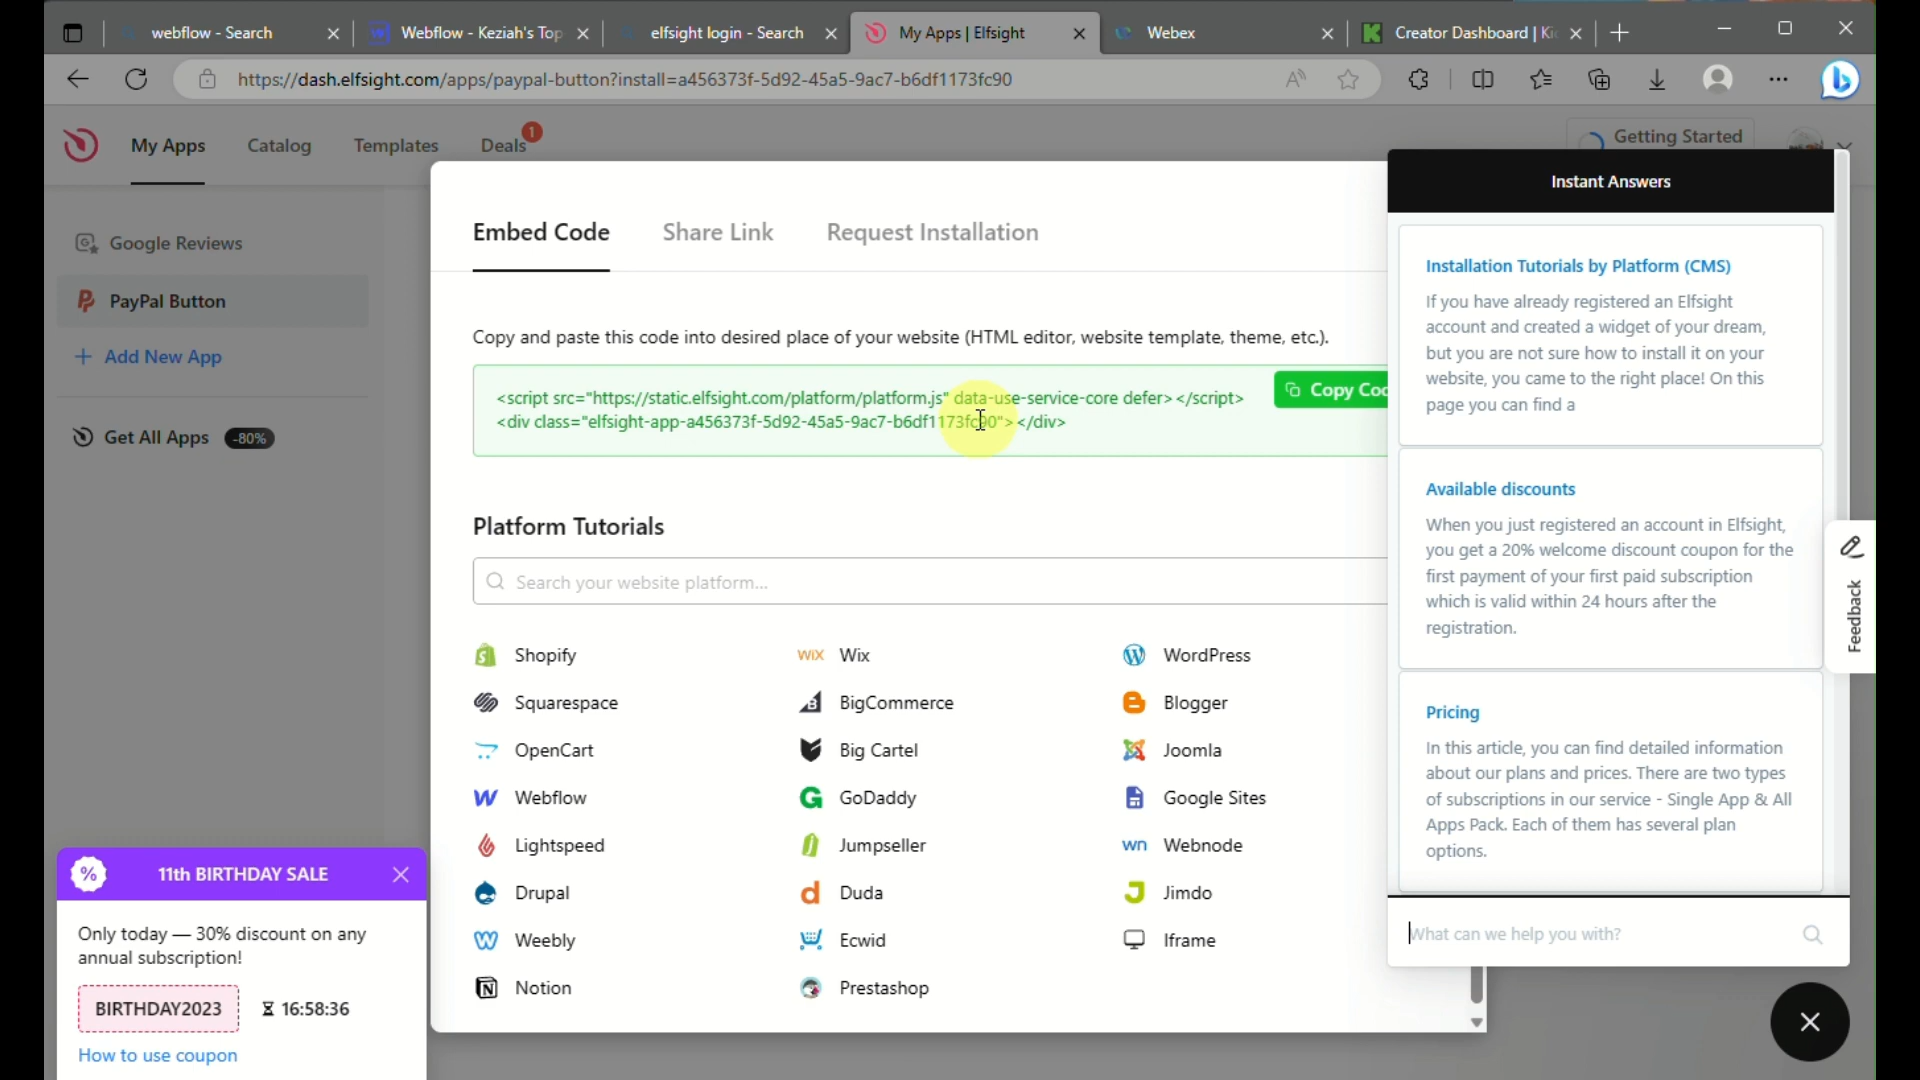 webflow - Search
Webflow - Keziah's Top
elfsight login - Search
My Apps | Elfsight
Webex
Creator Dashboard | Ki
https://dash.elfsight.com/apps/paypal-button?install=a456373f-5d92-45a5-9ac7-b6df1173fc90
My Apps
Catalog
Templates
Deals
1
Getting Started
Google Reviews
PayPal Button
+ Add New App
Get All Apps
-80%
11th BIRTHDAY SALE
Only today — 30% discount on any
annual subscription!
BIRTHDAY2023
16:58:36
How to use coupon
Embed Code
Share Link
Request Installation
Copy and paste this code into desired place of your website (HTML editor, website template, theme, etc.).
<script src="https://static.elfsight.com/platform/platform.js" data-use-service-core defer></script>
<div class="elfsight-app-a456373f-5d92-45a5-9ac7-b6df1173fc90"></div>
Copy Coc
Platform Tutorials
Search your website platform...
Shopify
Wix
WordPress
Squarespace
BigCommerce
Blogger
OpenCart
Big Cartel
Joomla
Webflow
GoDaddy
Google Sites
Lightspeed
Jumpseller
Webnode
Drupal
Duda
Jimdo
Weebly
Ecwid
Iframe
Notion
Prestashop
Instant Answers
Installation Tutorials by Platform (CMS)
If you have already registered an Elfsight
account and created a widget of your dream,
but you are not sure how to install it on your
website, you came to the right place! On this
page you can find a
Available discounts
When you just registered an account in Elfsight,
you get a 20% welcome discount coupon for the
first payment of your first paid subscription
which is valid within 24 hours after the
registration.
Pricing
In this article, you can find detailed information
about our plans and prices. There are two types
of subscriptions in our service - Single App & All
Apps Pack. Each of them has several plan
options.
What can we help you with?
Feedback